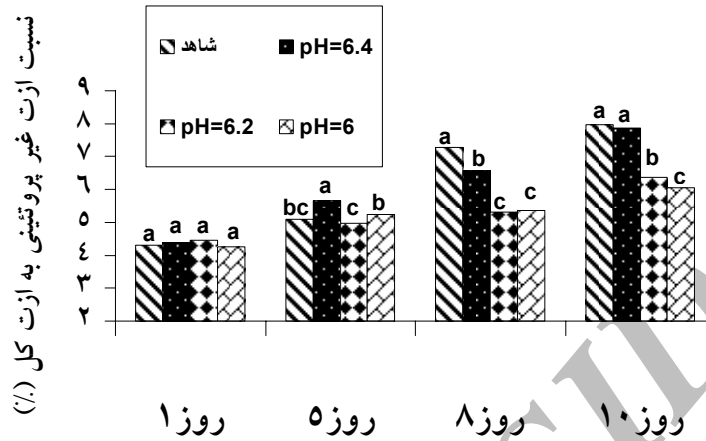 نسبت ازت غیر پروتئینی به ازت کل (٪)
شاهد pH=6.4
pH=6.2 pH=6
۹
۸
۷
۶
۵
٤
۳
۲
a a a a
bc a c b
a b c c
a a b c
روز۱ روز۵ روز۸ روز۱۰